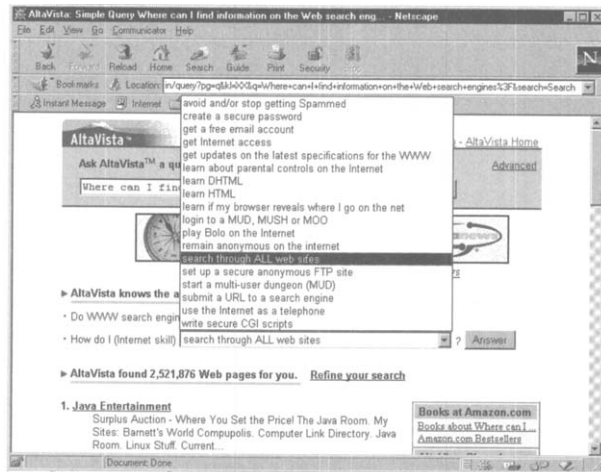 AltaVista: Simple Query Where can I find information on the Web search eng... - Netscape
File Edit View Go Communicator Help
Back Forward Reload Home Search Guide Print Security
Bookmarks Location: in/query?pg=q&kl=XX&q=Where+can+I+find+information+on+the+Web+search+engines%3F&search=Search
Instant Message Internet
avoid and/or stop getting Spammed
create a secure password
get a free email account
get Internet access
get updates on the latest specifications for the WWW
learn about parental controls on the Internet
learn DHTML
learn HTML
learn if my browser reveals where I go on the net
login to a MUD, MUSH or MOO
play Bolo on the Internet
remain anonymous on the internet
search through ALL web sites
set up a secure anonymous FTP site
start a multi-user dungeon (MUD)
submit a URL to a search engine
use the Internet as a telephone
write secure CGI scripts
AltaVista - AltaVista Home
Ask AltaVista™ a qu Advanced
Where can I fin
AltaVista knows the a
Do WWW search engin
How do I (Internet skill) search through ALL web sites ? Answer
AltaVista found 2,521,876 Web pages for you. Refine your search
1. Java Entertainment
Surplus Auction - Where You Set the Price! The Java Room. My
Sites: Barnett's World Compupolis. Computer Link Directory. Java
Room. Linux Stuff. Current...
Books at Amazon.com
Books about Where can I...
Amazon.com Bestsellers
Document: Done